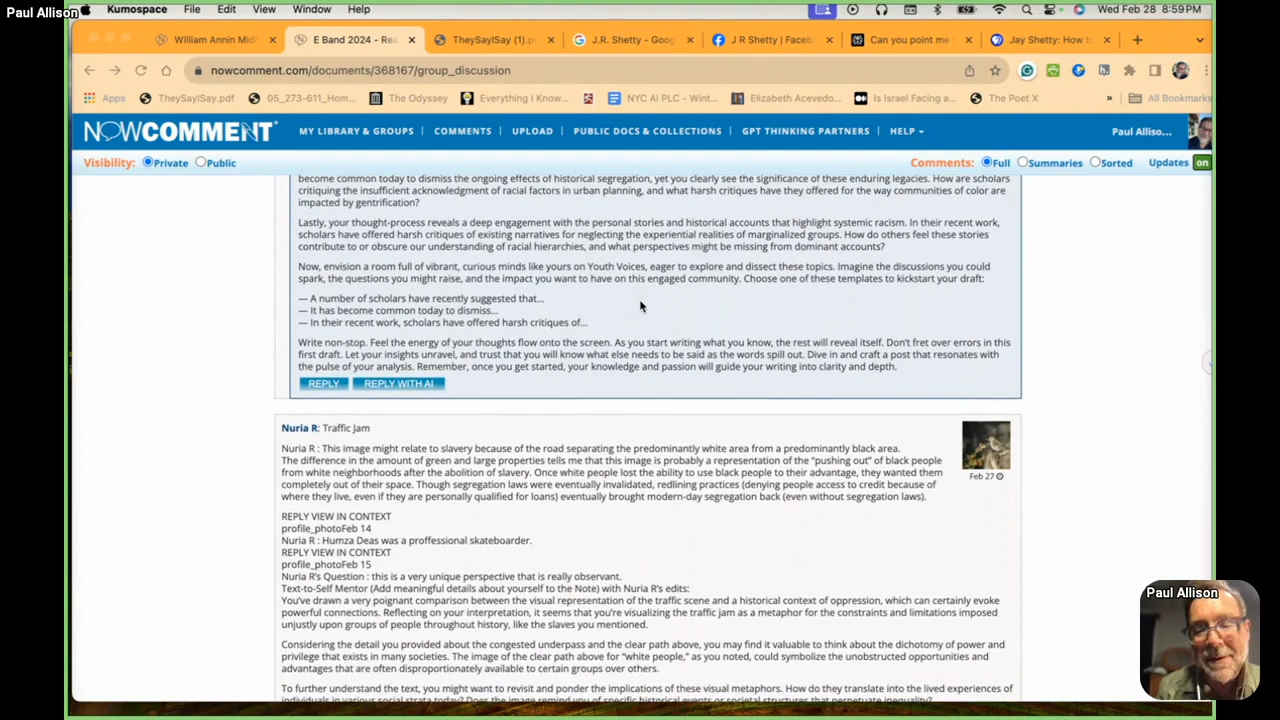 Paul Allison
Kumospace File Edit View Window Help
Wed Feb 28 8:59 PM
William Annin Midd
E Band 2024 - Rea
TheySayISay (1).p
J.R. Shetty - Goog
J R Shetty | Faceb
Can you point me
Jay Shetty: How t
nowcomment.com/documents/368167/group_discussion
Apps
TheySayISay.pdf
05_273-611_Hom...
The Odyssey
Everything I Know...
NYC AI PLC - Wint...
Elizabeth Acevedo...
Is Israel Facing a...
The Poet X
»
All Bookmarks
NOWCOMMENT
MY LIBRARY & GROUPS | COMMENTS | UPLOAD | PUBLIC DOCS & COLLECTIONS | GPT THINKING PARTNERS | HELP
Paul Alliso...
Visibility: Private Public
Comments: Full Summaries Sorted Updates on
become common today to dismiss the ongoing effects of historical segregation, yet you clearly see the significance of these enduring legacies. How are scholars
critiquing the insufficient acknowledgment of racial factors in urban planning, and what harsh critiques have they offered for the way communities of color are
impacted by gentrification?
Lastly, your thought-process reveals a deep engagement with the personal stories and historical accounts that highlight systemic racism. In their recent work,
scholars have offered harsh critiques of existing narratives for neglecting the experiential realities of marginalized groups. How do others feel these stories
contribute to or obscure our understanding of racial hierarchies, and what perspectives might be missing from dominant accounts?
Now, envision a room full of vibrant, curious minds like yours on Youth Voices, eager to explore and dissect these topics. Imagine the discussions you could
spark, the questions you might raise, and the impact you want to have on this engaged community. Choose one of these templates to kickstart your draft:
— A number of scholars have recently suggested that...
— It has become common today to dismiss...
— In their recent work, scholars have offered harsh critiques of...
Write non-stop. Feel the energy of your thoughts flow onto the screen. As you start writing what you know, the rest will reveal itself. Don't fret over errors in this
first draft. Let your insights unravel, and trust that you will know what else needs to be said as the words spill out. Dive in and craft a post that resonates with
the pulse of your analysis. Remember, once you get started, your knowledge and passion will guide your writing into clarity and depth.
REPLY REPLY WITH AI
Nuria R: Traffic Jam
Nuria R : This image might relate to slavery because of the road separating the predominantly white area from a predominantly black area.
The difference in the amount of green and large properties tells me that this image is probably a representation of the "pushing out" of black people
from white neighborhoods after the abolition of slavery. Once white people lost the ability to use black people to their advantage, they wanted them
completely out of their space. Though segregation laws were eventually invalidated, redlining practices (denying people access to credit because of
where they live, even if they are personally qualified for loans) eventually brought modern-day segregation back (even without segregation laws).
Feb 27
REPLY VIEW IN CONTEXT
profile_photoFeb 14
Nuria R : Humza Deas was a proffessional skateboarder.
REPLY VIEW IN CONTEXT
profile_photoFeb 15
Nuria R's Question : this is a very unique perspective that is really observant.
Text-to-Self Mentor (Add meaningful details about yourself to the Note) with Nuria R's edits:
You've drawn a very poignant comparison between the visual representation of the traffic scene and a historical context of oppression, which can certainly evoke
powerful connections. Reflecting on your interpretation, it seems that you're visualizing the traffic jam as a metaphor for the constraints and limitations imposed
unjustly upon groups of people throughout history, like the slaves you mentioned.
Considering the detail you provided about the congested underpass and the clear path above, you may find it valuable to think about the dichotomy of power and
privilege that exists in many societies. The image of the clear path above for "white people," as you noted, could symbolize the unobstructed opportunities and
advantages that are often disproportionately available to certain groups over others.
To further understand the text, you might want to revisit and ponder the implications of these visual metaphors. How do they translate into the lived experiences of
individuals in various social strata today? Does the image remind you of specific historical events or societal structures that perpetuate inequality?
Paul Allison